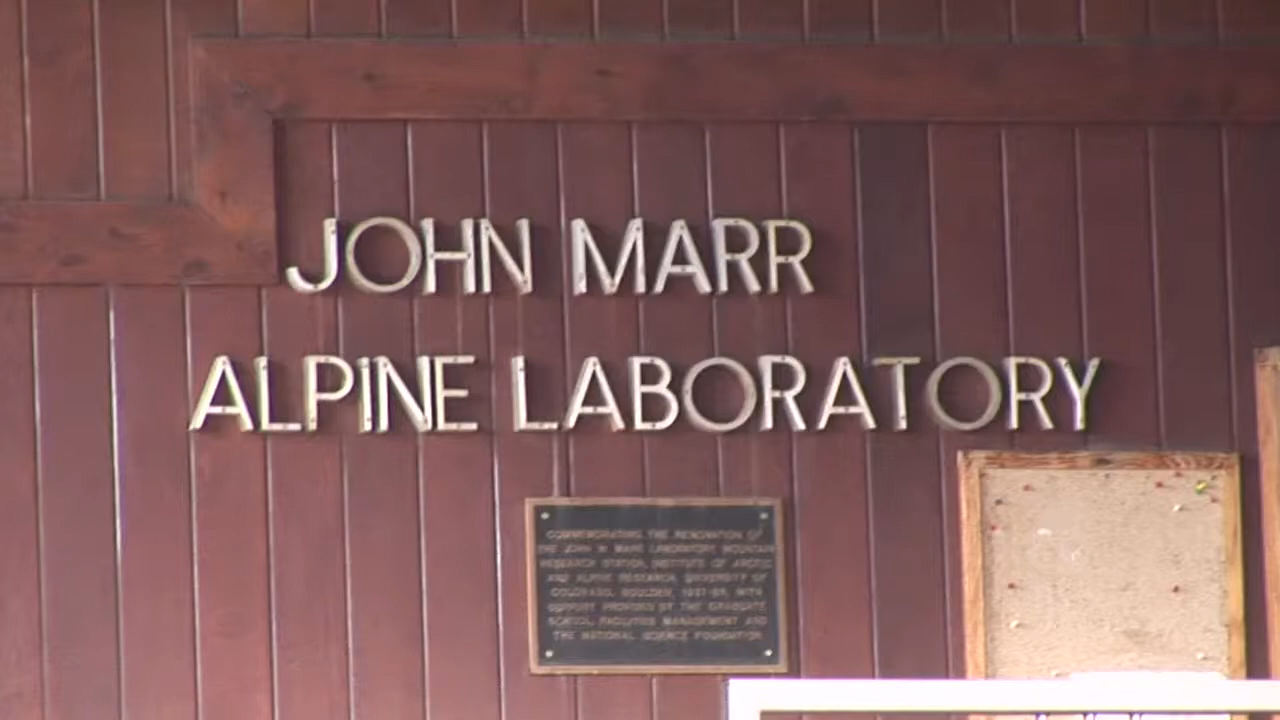 JOHN MARR
ALPINE LABORATORY
COMMEMORATING THE RENOVATION OF
THE JOHN W. MARR LABORATORY MOUNTAIN
RESEARCH STATION, INSTITUTE OF ARCTIC
AND ALPINE RESEARCH, UNIVERSITY OF
COLORADO, BOULDER, WITH
SUPPORT PROVIDED BY THE GRADUATE
SCHOOL, FACILITIES MANAGEMENT AND
THE NATIONAL SCIENCE FOUNDATION